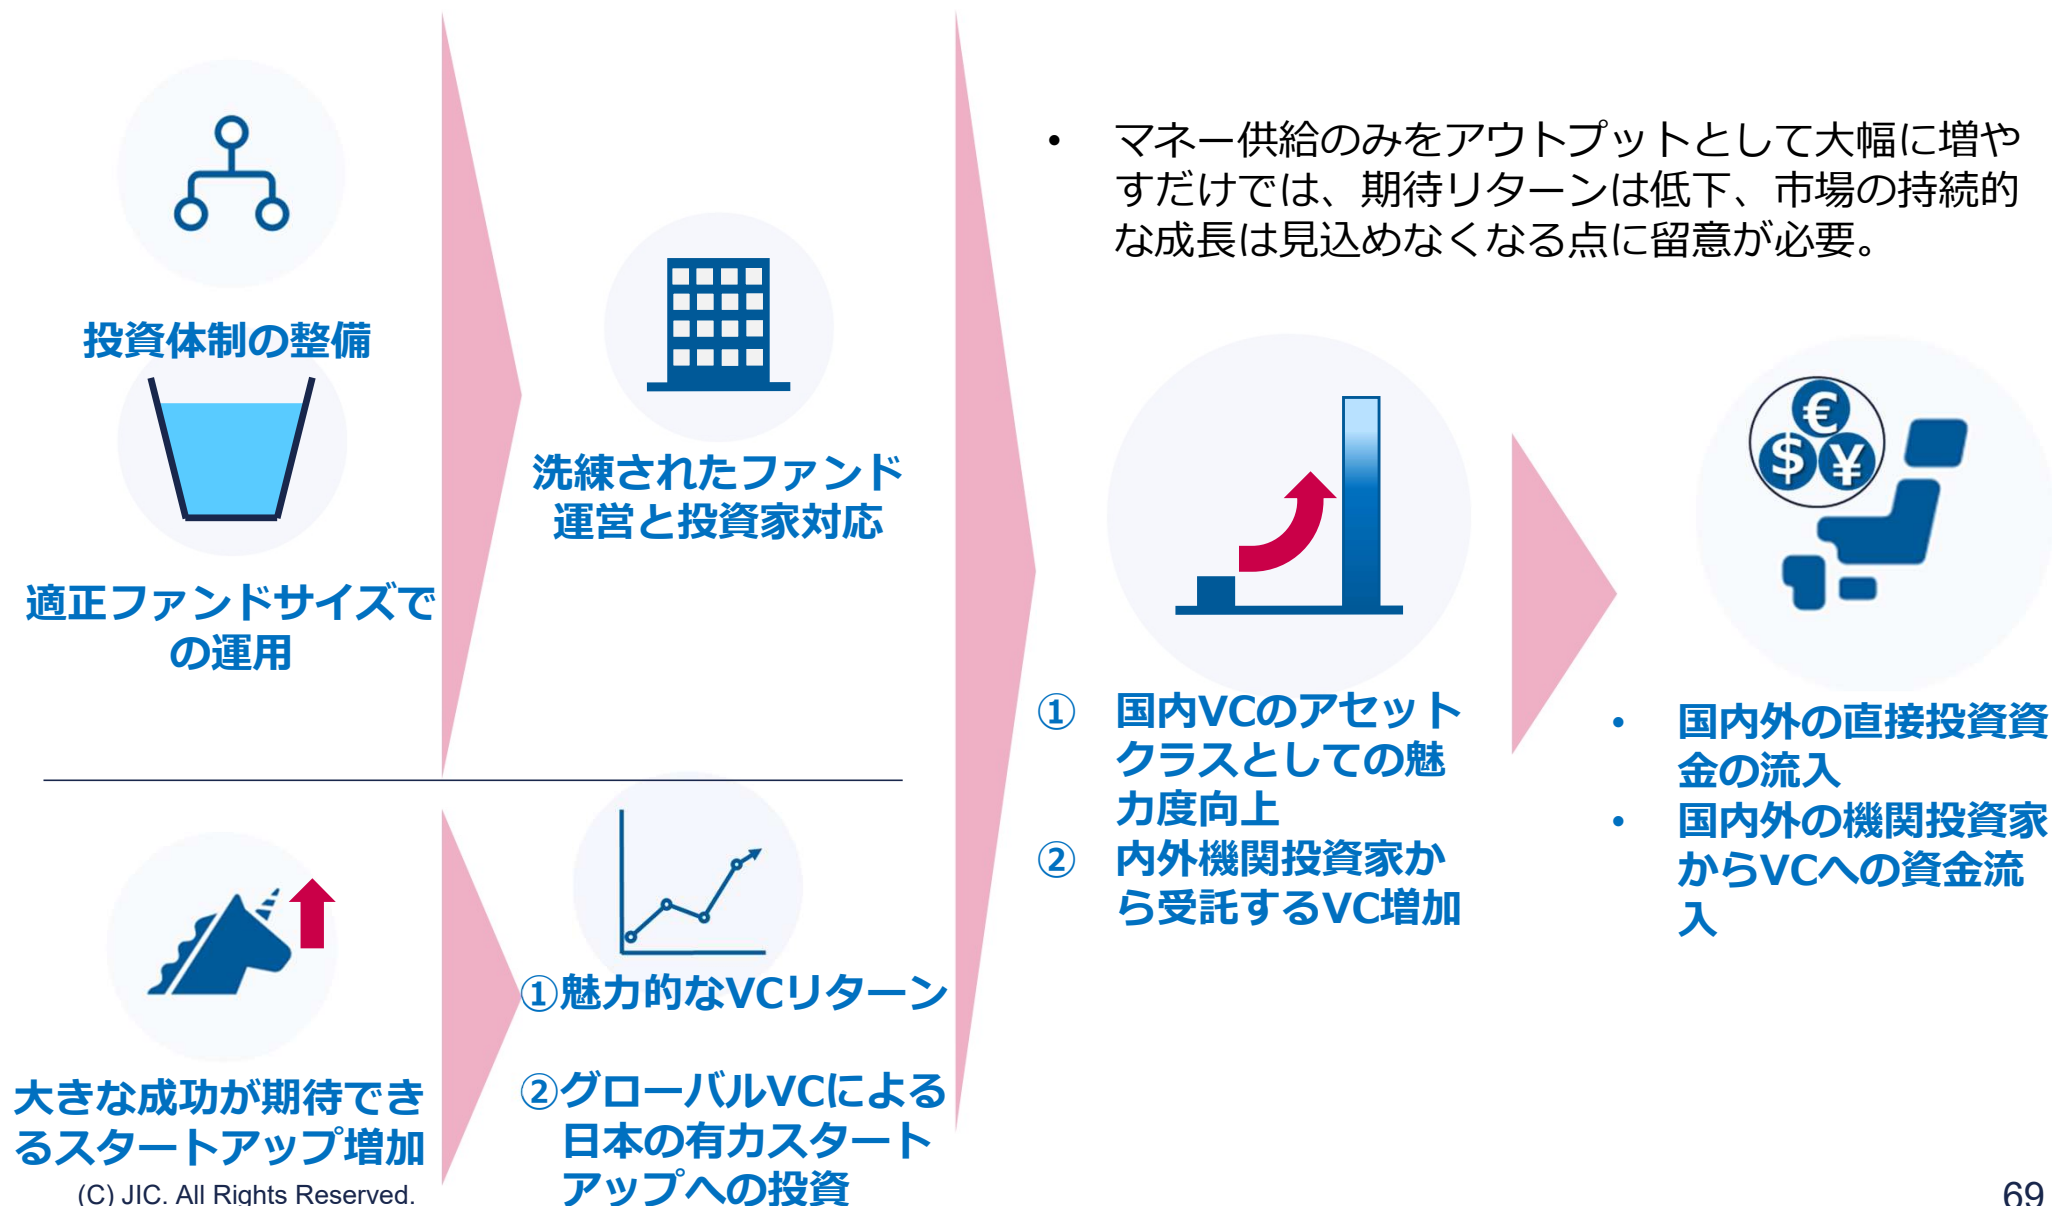 • マネー供給のみをアウトプットとして大幅に増や
すだけでは、期待リターンは低下、市場の持続的
な成長は見込めなくなる点に留意が必要。
投資体制の整備
適正ファンドサイズで
の運用
洗練されたファンド
運営と投資家対応
大きな成功が期待でき
るスタートアップ増加
①魅力的なVCリターン
②グローバルVCによる
日本の有力スタート
アップへの投資
① 国内VCのアセット
クラスとしての魅
力度向上
② 内外機関投資家か
ら受託するVC増加
€
$ ¥
• 国内外の直接投資資
金の流入
• 国内外の機関投資家
からVCへの資金流
入
(C) JIC. All Rights Reserved.
69